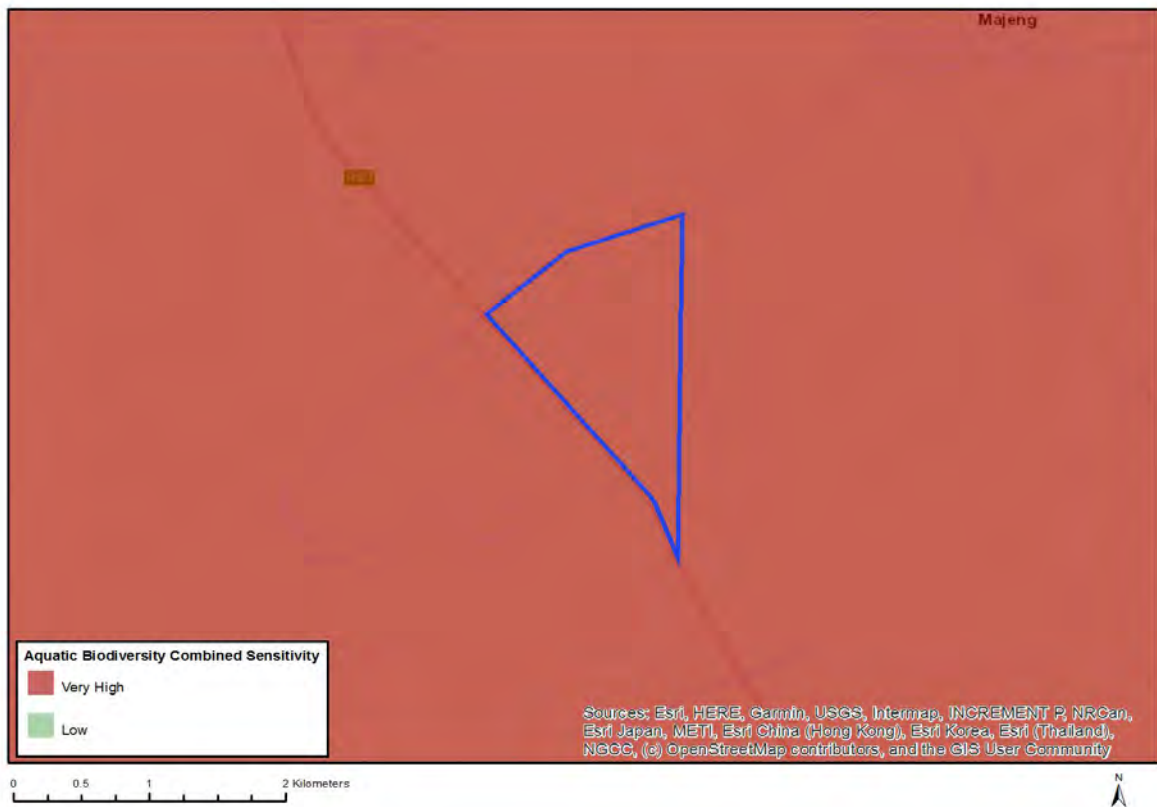 Majeng
Aquatic Biodiversity Combined Sensitivity
Very High
Low
Sources: Esri, HERE, Garmin, USGS, Intermap, INCREMENT P, NRCan,
Esri Japan, METI, Esri China (Hong Kong), Esri Korea, Esri (Thailand),
NGCC, (c) OpenStreetMap contributors, and the GIS User Community
0 0.5 1 2 Kilometers
N